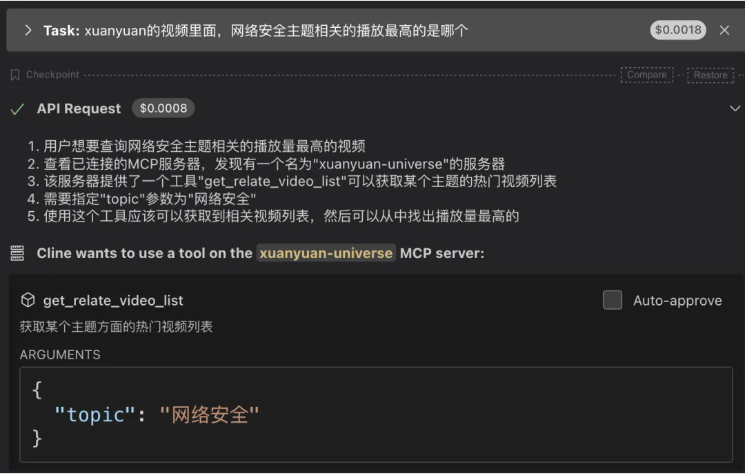 Task: xuanyuan的视频里面，网络安全主题相关的播放最高的是哪个 $0.0018
Checkpoint Compare Restore
API Request $0.0008
1. 用户想要查询网络安全主题相关的播放量最高的视频
2. 查看已连接的MCP服务器，发现有一个名为"xuanyuan-universe"的服务器
3. 该服务器提供了一个工具"get_relate_video_list"可以获取某个主题的热门视频列表
4. 需要指定"topic"参数为"网络安全"
5. 使用这个工具应该可以获取到相关视频列表，然后可以从中找出播放量最高的
Cline wants to use a tool on the xuanyuan-universe MCP server:
get_relate_video_list Auto-approve
获取某个主题方面的热门视频列表
ARGUMENTS
{
"topic": "网络安全"
}